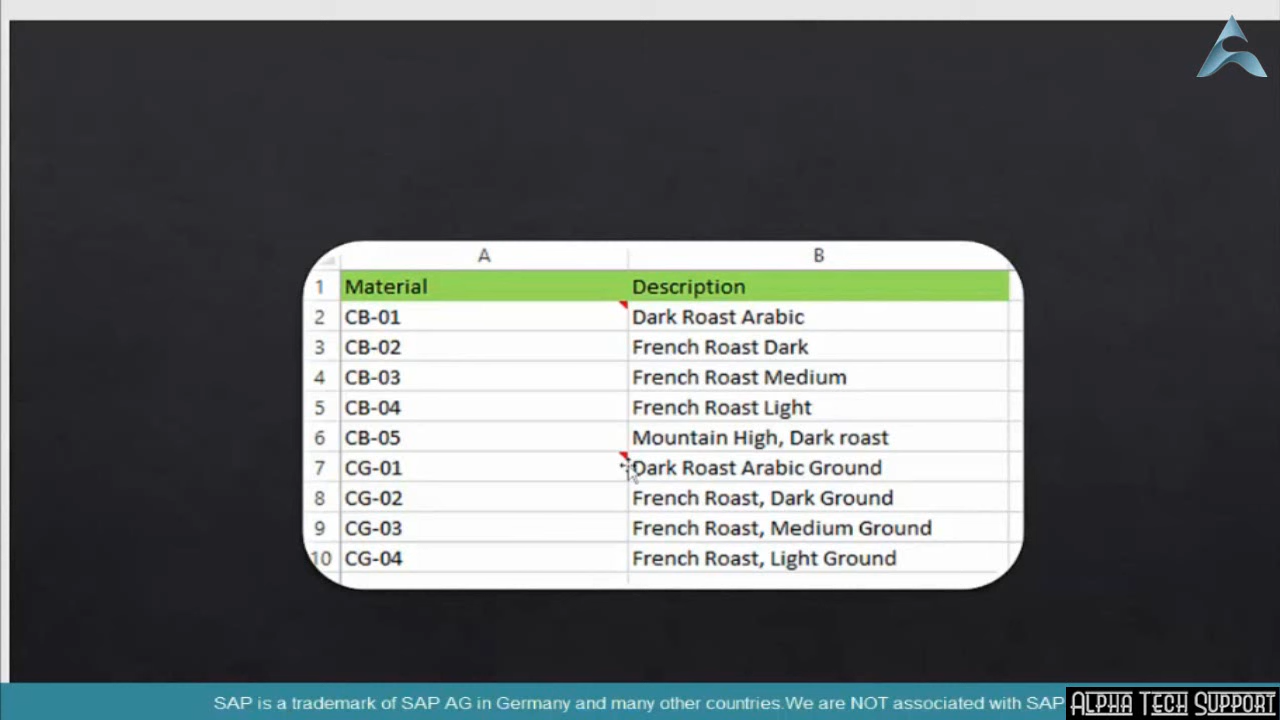 A B
1 Material Description
2 CB-01 Dark Roast Arabic
3 CB-02 French Roast Dark
4 CB-03 French Roast Medium
5 CB-04 French Roast Light
6 CB-05 Mountain High, Dark roast
7 CG-01 Dark Roast Arabic Ground
8 CG-02 French Roast, Dark Ground
9 CG-03 French Roast, Medium Ground
10 CG-04 French Roast, Light Ground
SAP is a trademark of SAP AG in Germany and many other countries.We are NOT associated with SAP
ALPHA TECH SUPPORT